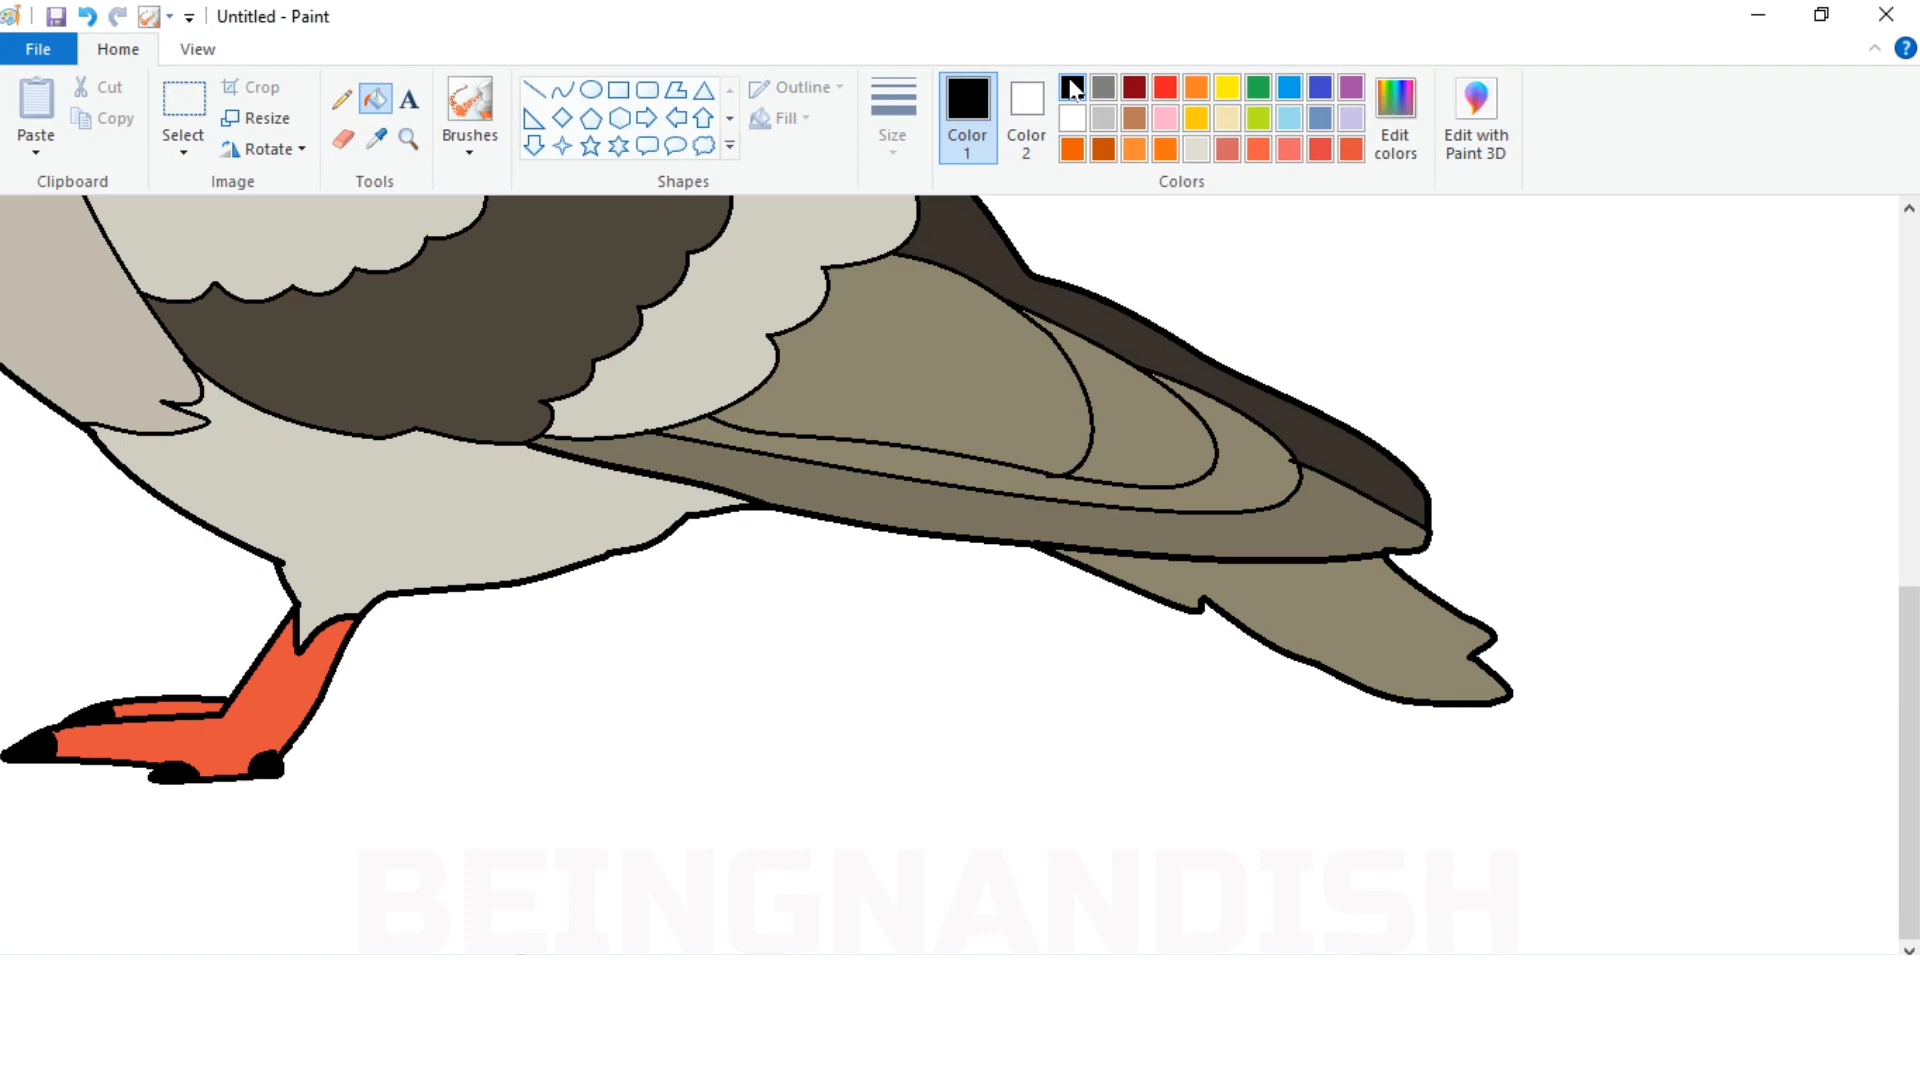 Untitled - Paint
File Home View
Paste
Cut
Copy
Clipboard
Select
Crop
Resize
Rotate
Image
A
Tools
Brushes
Shapes
Outline
Fill
Size
Color 1
Color 2
Edit colors
Edit with Paint 3D
Colors
?
BEINGNANDISH